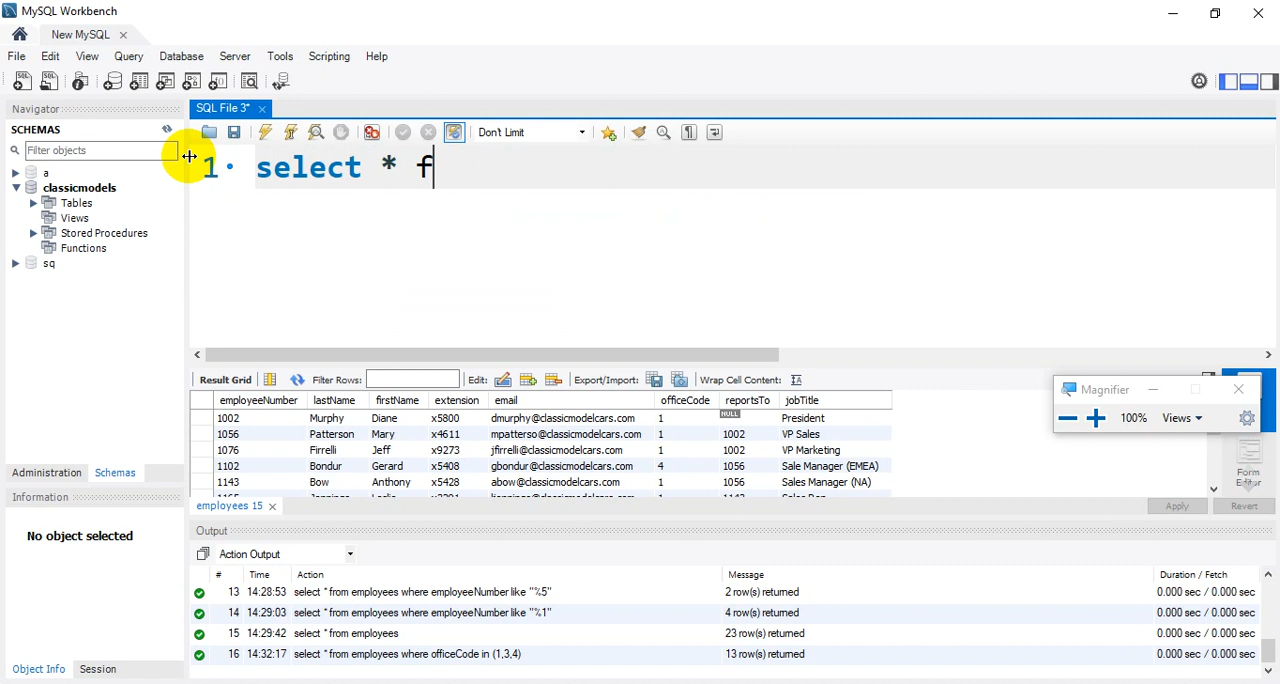 MySQL Workbench
New MySQL
File Edit View Query Database Server Tools Scripting Help
Navigator
SCHEMAS
Filter objects
a
classicmodels
Tables
Views
Stored Procedures
Functions
sq
Administration Schemas
Information
No object selected
Object Info Session
SQL File 3*
Don't Limit
1 select * f
Result Grid Filter Rows: Edit: Export/Import: Wrap Cell Content:
employeeNumber lastName firstName extension email officeCode reportsTo jobTitle
1002 Murphy Diane x5800 dmurphy@classicmodelcars.com 1 NULL President
1056 Patterson Mary x4611 mpatterso@classicmodelcars.com 1 1002 VP Sales
1076 Firrelli Jeff x9273 jfirrelli@classicmodelcars.com 1 1002 VP Marketing
1102 Bondur Gerard x5408 gbondur@classicmodelcars.com 4 1056 Sale Manager (EMEA)
1143 Bow Anthony x5428 abow@classicmodelcars.com 1 1056 Sales Manager (NA)
Magnifier
100% Views
Form
Editor
employees 15
Apply Revert
Output
Action Output
# Time Action Message Duration / Fetch
13 14:28:53 select * from employees where employeeNumber like "%5" 2 row(s) returned 0.000 sec / 0.000 sec
14 14:29:03 select * from employees where employeeNumber like "%1" 4 row(s) returned 0.000 sec / 0.000 sec
15 14:29:42 select * from employees 23 row(s) returned 0.000 sec / 0.000 sec
16 14:32:17 select * from employees where officeCode in (1,3,4) 13 row(s) returned 0.000 sec / 0.000 sec